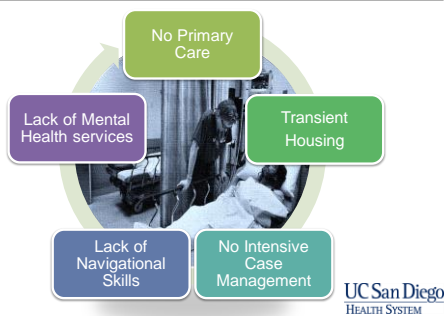 No Primary
Care
Transient
Housing
No Intensive
Case
Management
Lack of
Navigational
Skills
Lack of Mental
Health services
UC San Diego
HEALTH SYSTEM